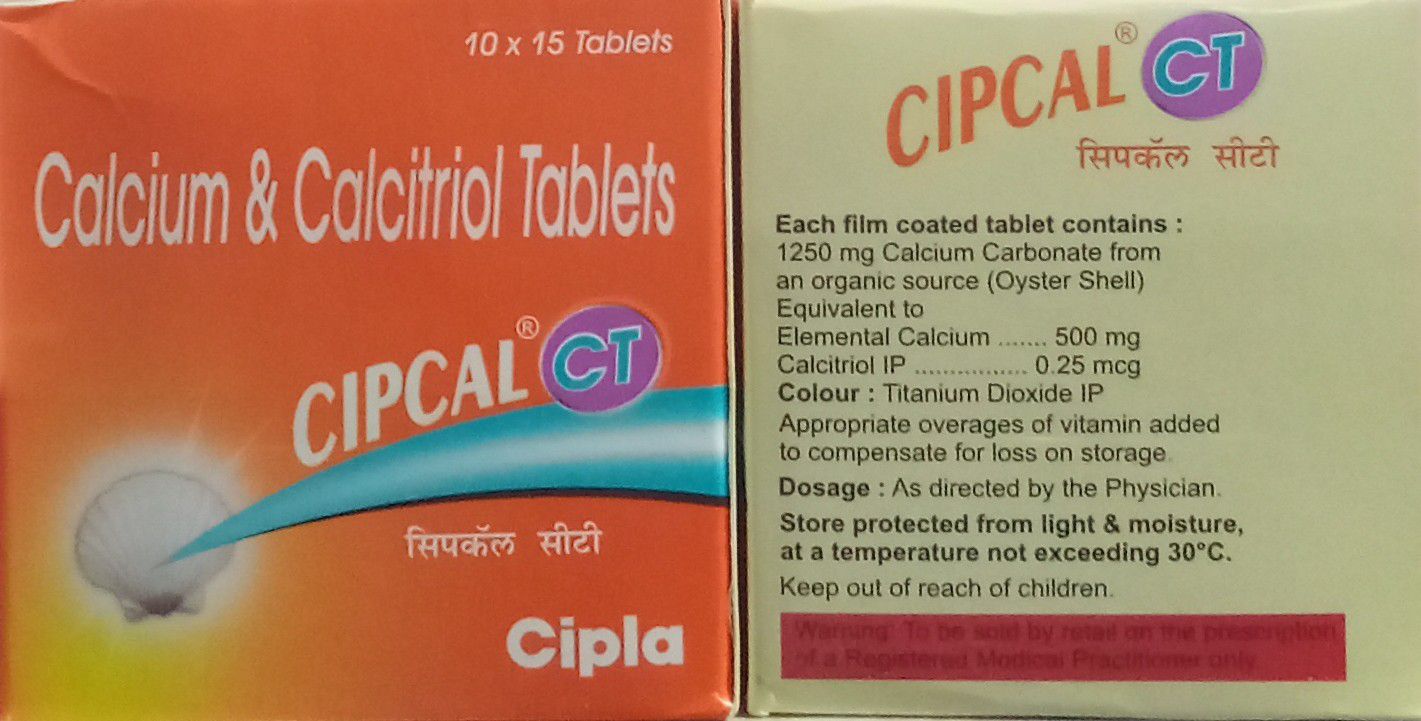 10 x 15 Tablets
Calcium & Calcitriol Tablets
CIPCAL® CT
सिपकॅल सीटी
Cipla
CIPCAL® CT
सिपकॅल सीटी
Each film coated tablet contains :
1250 mg Calcium Carbonate from
an organic source (Oyster Shell)
Equivalent to
Elemental Calcium ....... 500 mg
Calcitriol IP ................ 0.25 mcg
Colour : Titanium Dioxide IP
Appropriate overages of vitamin added
to compensate for loss on storage.
Dosage : As directed by the Physician.
Store protected from light & moisture,
at a temperature not exceeding 30°C.
Keep out of reach of children.
Warning: To be sold by retail on the prescription
of a Registered Medical Practitioner only.